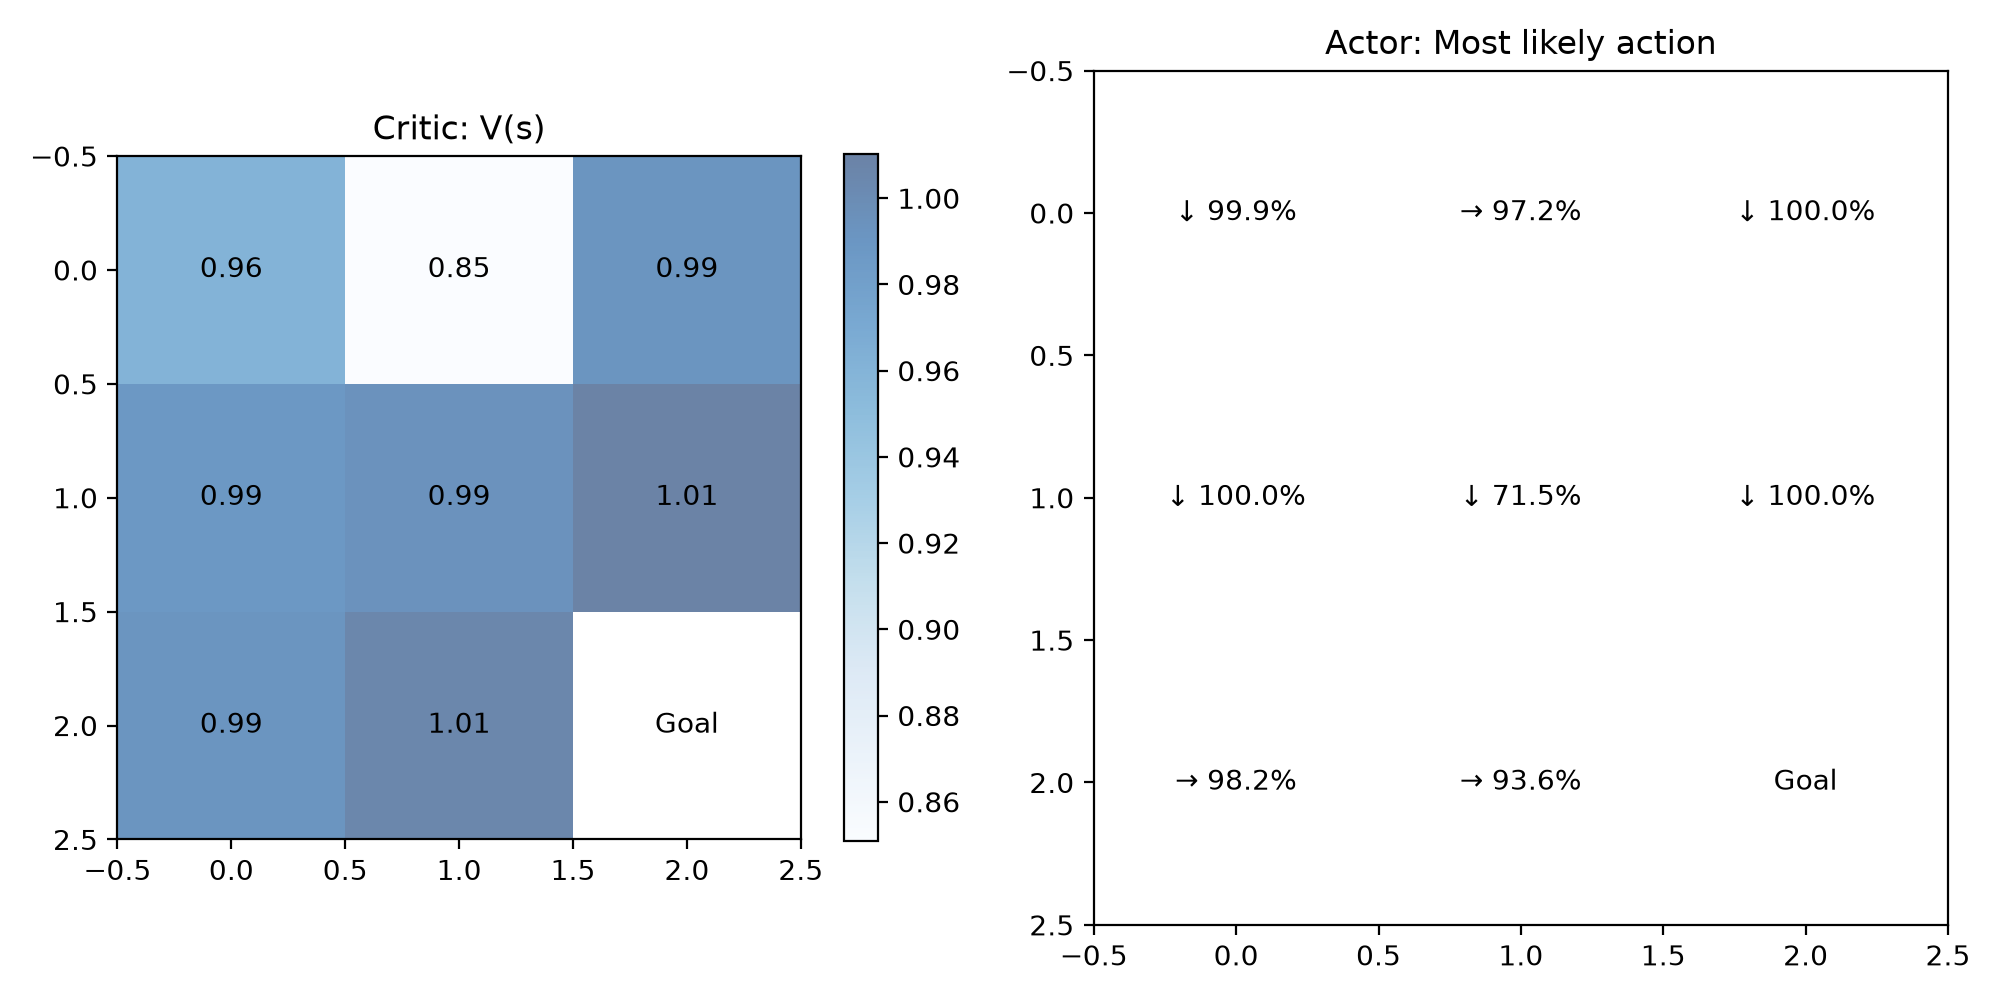 Critic: V(s)
−0.5
0.0
0.5
1.0
1.5
2.0
2.5
0.96 0.85 0.99
0.99 0.99 1.01
0.99 1.01 Goal
−0.5 0.0 0.5 1.0 1.5 2.0 2.5
1.00
0.98
0.96
0.94
0.92
0.90
0.88
0.86
Actor: Most likely action
−0.5
0.0
0.5
1.0
1.5
2.0
2.5
↓ 99.9% → 97.2% ↓ 100.0%
↓ 100.0% ↓ 71.5% ↓ 100.0%
→ 98.2% → 93.6% Goal
−0.5 0.0 0.5 1.0 1.5 2.0 2.5